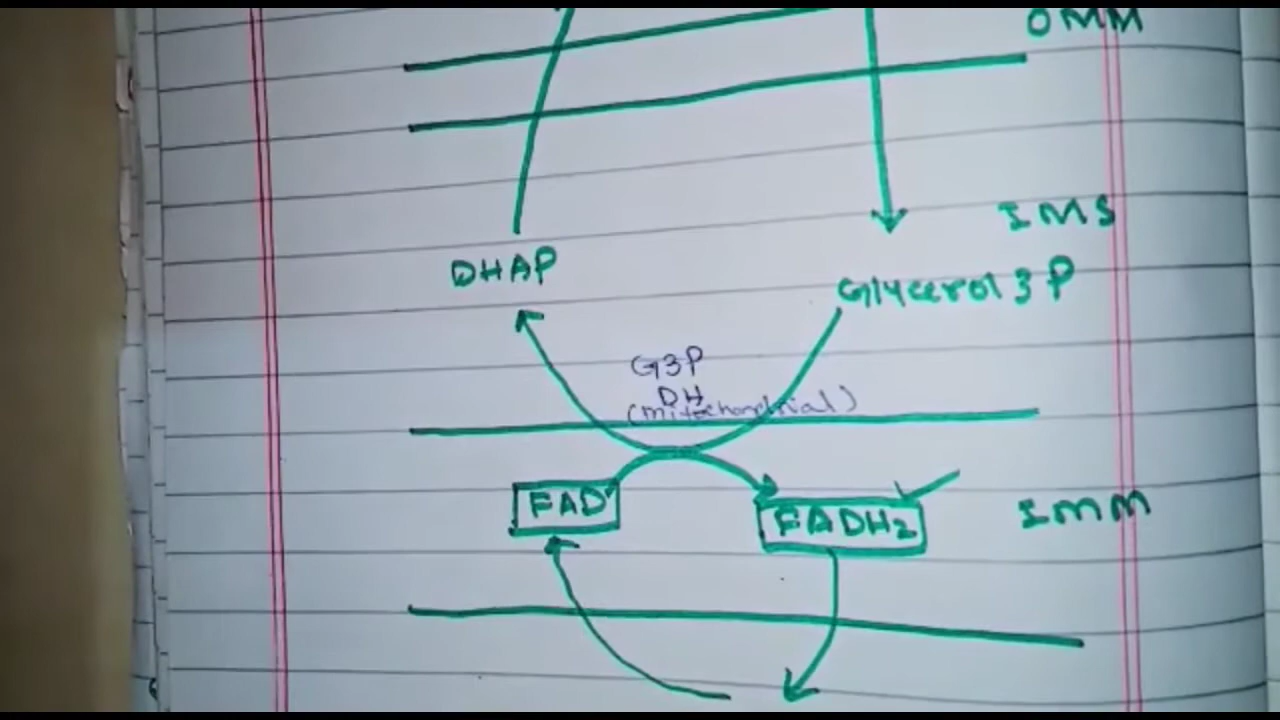 OMM
IMS
DHAP
Glycerol 3 P
G3P
DH
(mitochondrial)
FAD
FADH2
IMM